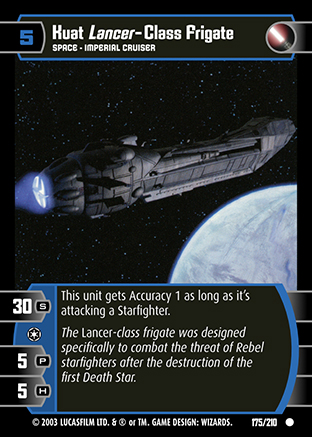 5
Kuat Lancer-Class Frigate
SPACE - IMPERIAL CRUISER
30 S
This unit gets Accuracy 1 as long as it's
attacking a Starfighter.
The Lancer-class frigate was designed
specifically to combat the threat of Rebel
starfighters after the destruction of the
first Death Star.
5 P
5 H
© 2003 LUCASFILM LTD. & ® or TM. GAME DESIGN: WIZARDS.
175/210